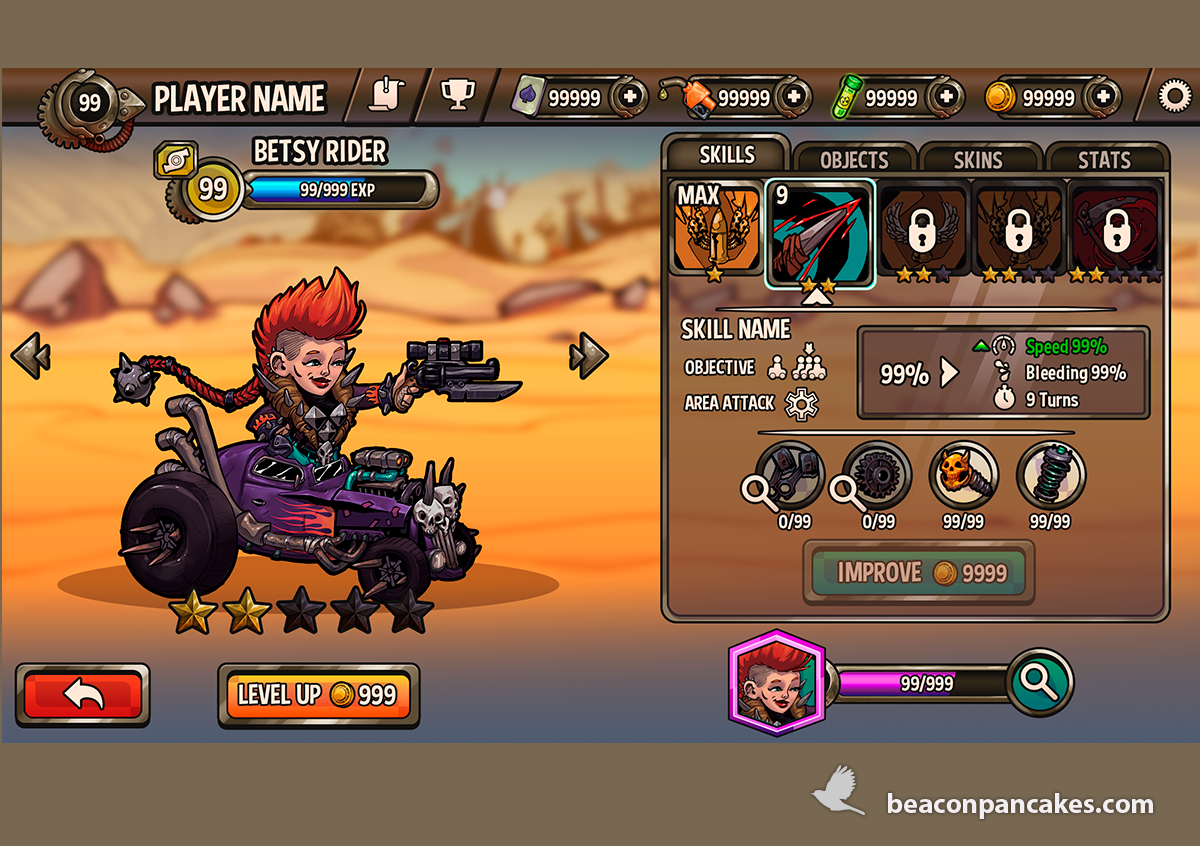 99
PLAYER NAME
99999
99999
99999
99999
BETSY RIDER
99
99/999 EXP
SKILLS
OBJECTS
SKINS
STATS
MAX
9
SKILL NAME
OBJECTIVE
AREA ATTACK
99%
Speed 99%
Bleeding 99%
9 Turns
0/99
0/99
99/99
99/99
IMPROVE 9999
LEVEL UP 999
99/999
beaconpancakes.com